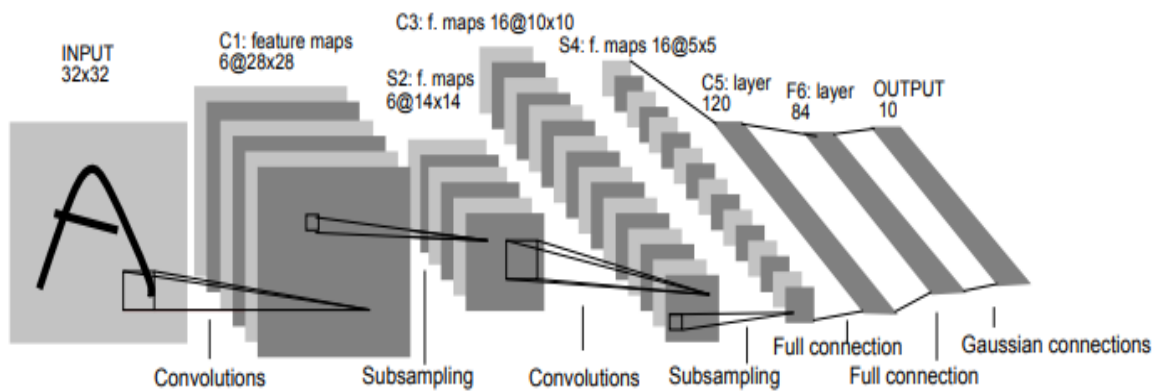 INPUT
32x32
C1: feature maps
6@28x28
S2: f. maps
6@14x14
C3: f. maps 16@10x10
S4: f. maps 16@5x5
C5: layer
120
F6: layer
84
OUTPUT
10
Convolutions
Subsampling
Convolutions
Subsampling
Full connection
Full connection
Gaussian connections
A